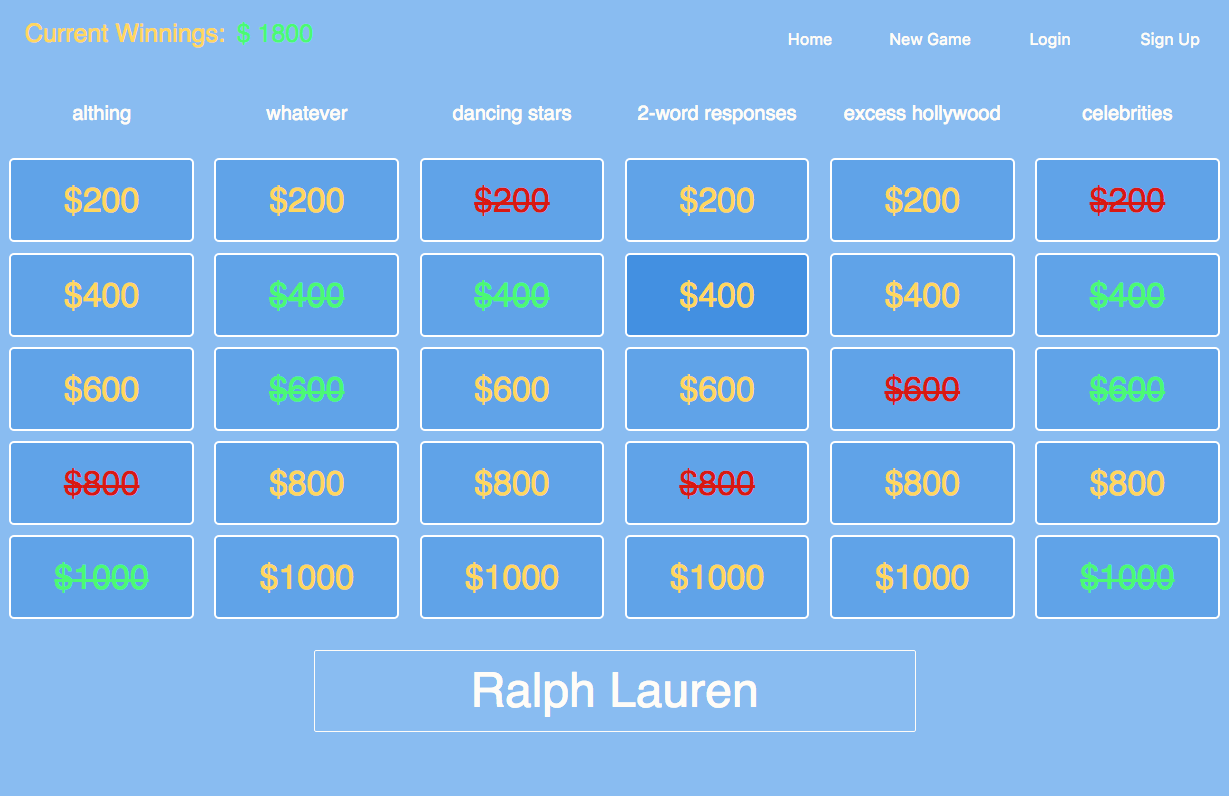 Current Winnings: $ 1800
Home New Game Login Sign Up
althing whatever dancing stars 2-word responses excess hollywood celebrities
$200 $200 $200 $200 $200 $200
$400 $400 $400 $400 $400 $400
$600 $600 $600 $600 $600 $600
$800 $800 $800 $800 $800 $800
$1000 $1000 $1000 $1000 $1000 $1000
Ralph Lauren